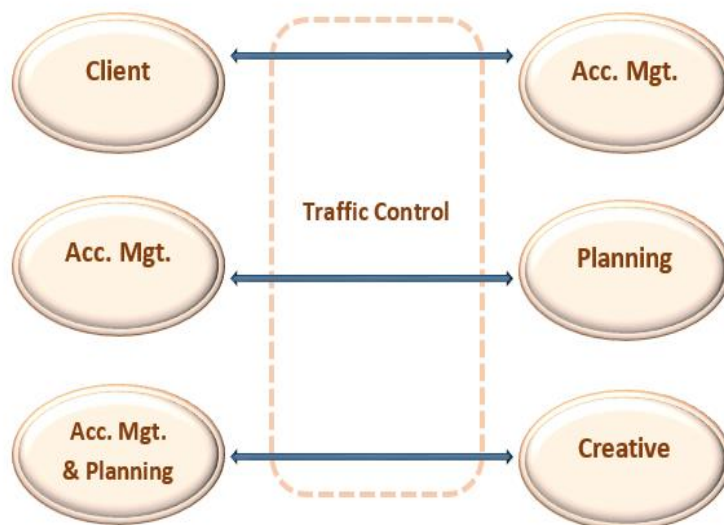 Client
Acc. Mgt.
Traffic Control
Acc. Mgt.
Planning
Acc. Mgt.
& Planning
Creative